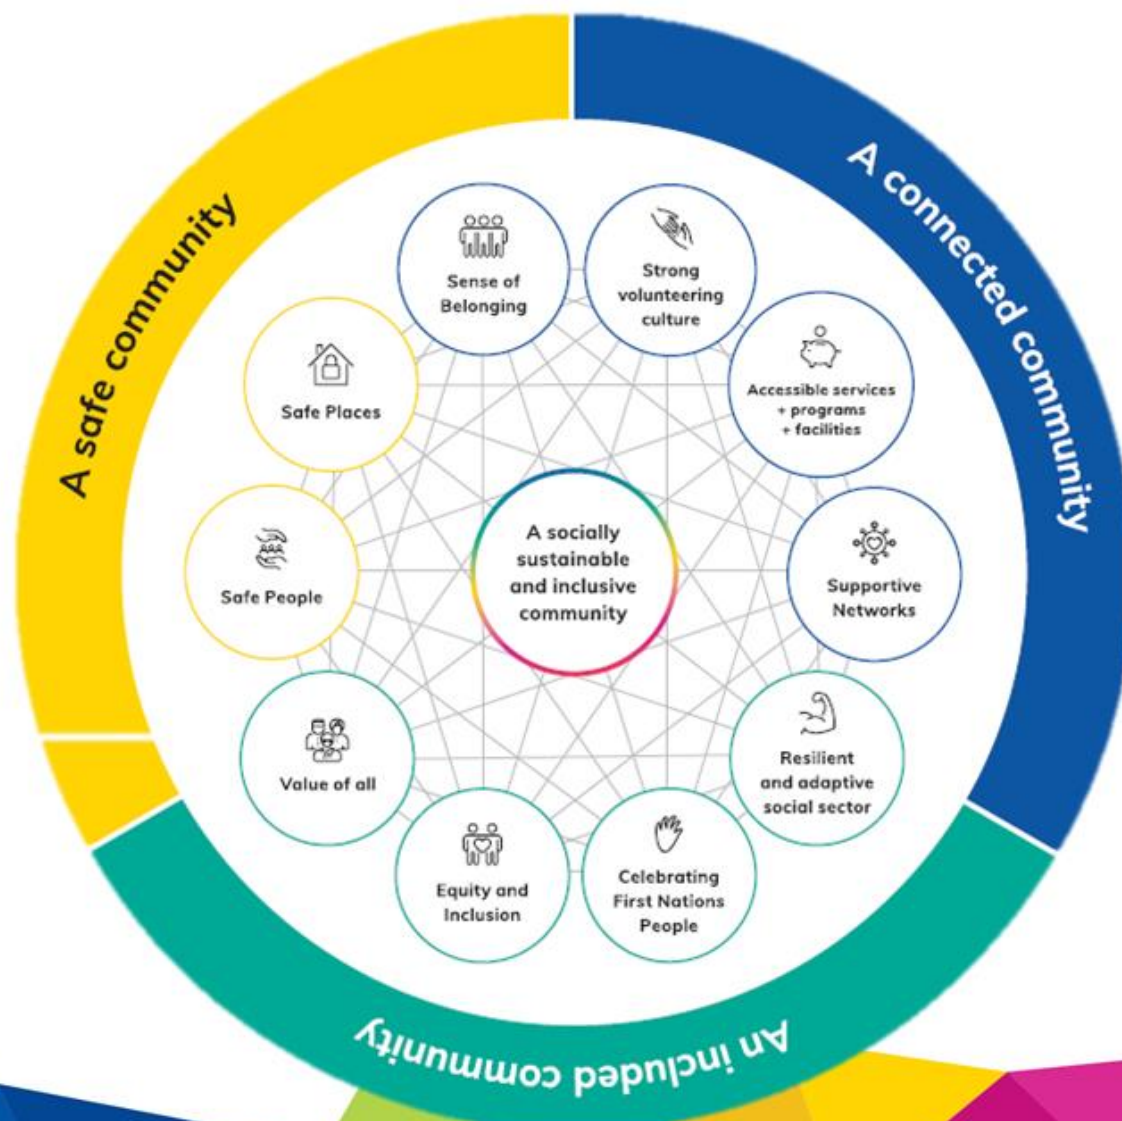 A safe community
A connected community
Sense of
Belonging
Strong
volunteering
culture
Safe Places
Accessible services
+ programs
+ facilities
A socially
sustainable
and inclusive
community
Safe People
Supportive
Networks
Value of all
Resilient
and adaptive
social sector
Equity and
Inclusion
Celebrating
First Nations
People
An included community